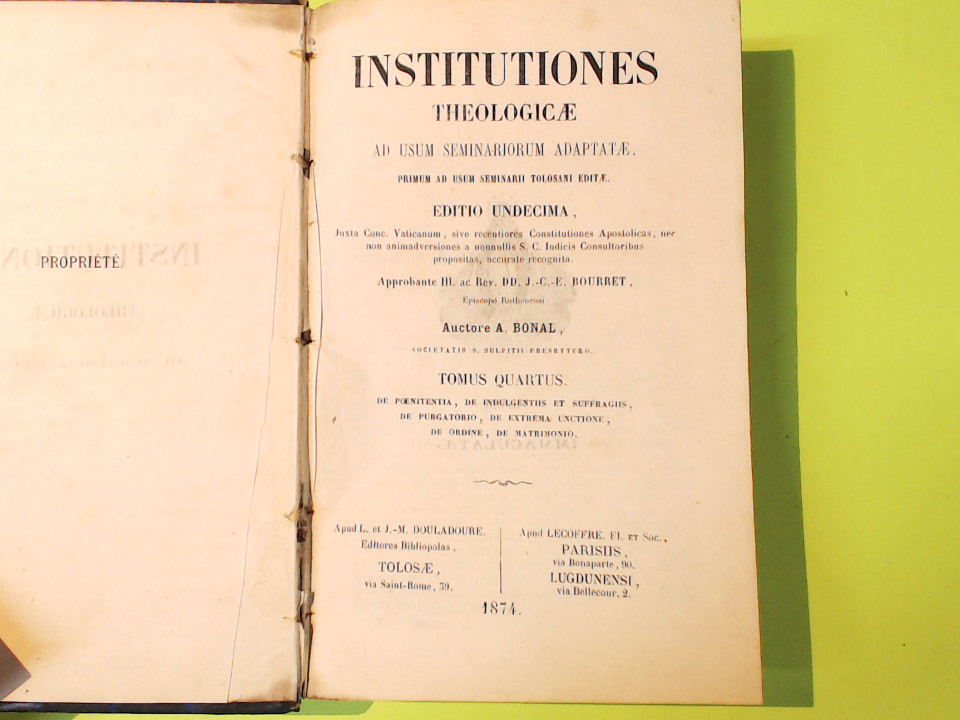 PROPRIÉTÉ.
INSTITUTIONES
THEOLOGICÆ
AD USUM SEMINARIORUM ADAPTATÆ,
PRIMUM AD USUM SEMINARII TOLOSANI EDITÆ.
EDITIO UNDECIMA,
Juxta Conc. Vaticanum, sive recentiores Constitutiones Apostolicas, nec
non animadversiones a nonnullis S. C. Indicis Consultoribus
propositas, accurate recognita.
Approbante Ill. ac Rev. DD. J.-C.-E. BOURRET,
Episcopo Ruthenensi
Auctore A. BONAL,
SOCIETATIS S. SULPITII PRESBYTERO.
TOMUS QUARTUS.
DE PŒNITENTIA, DE INDULGENTIIS ET SUFFRAGIIS,
DE PURGATORIO, DE EXTREMA UNCTIONE,
DE ORDINE, DE MATRIMONIO.
Apud L. et J.-M. DOULADOURE,
Editores Bibliopolas,
TOLOSÆ,
via Saint-Rome, 39.
Apud LECOFFRE, Fl. ET Soc.,
PARISIIS,
via Bonaparte, 90.
LUGDUNENSI,
via Bellecour, 2.
1874.